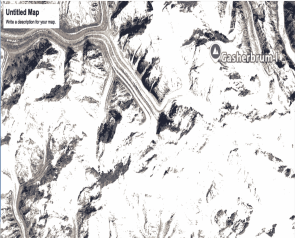 Untitled Map
Write a description for your map.
Gasherbrum I